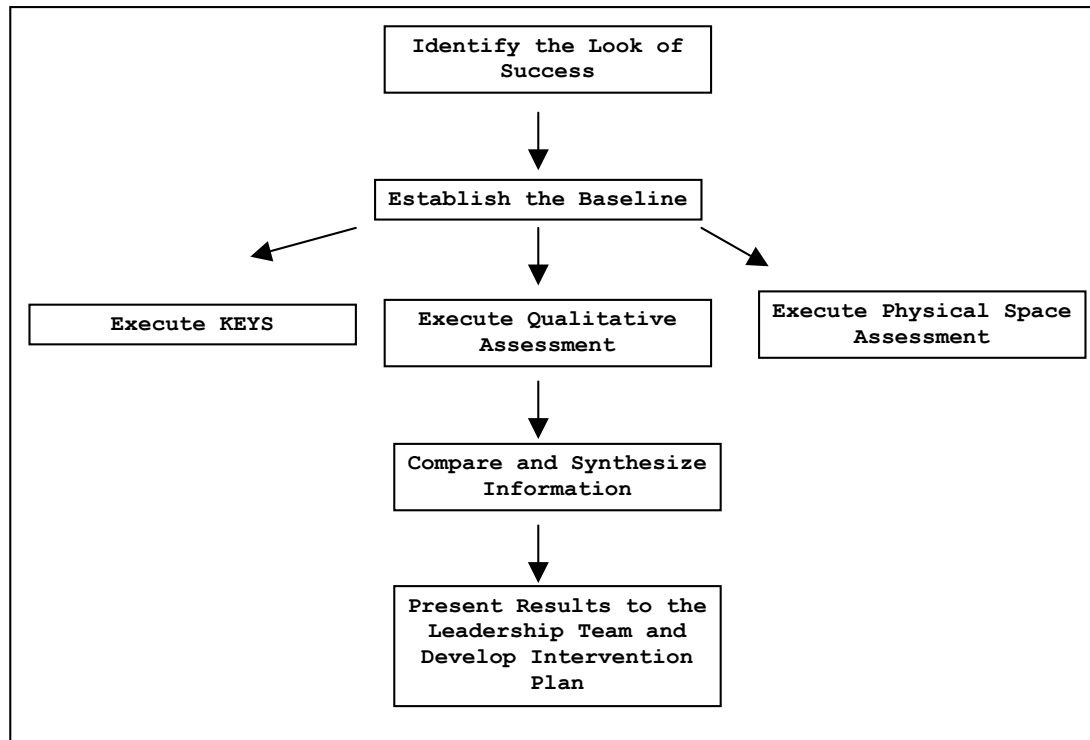 Identify the Look of
Success
Establish the Baseline
Execute KEYS
Execute Qualitative
Assessment
Execute Physical Space
Assessment
Compare and Synthesize
Information
Present Results to the
Leadership Team and
Develop Intervention
Plan